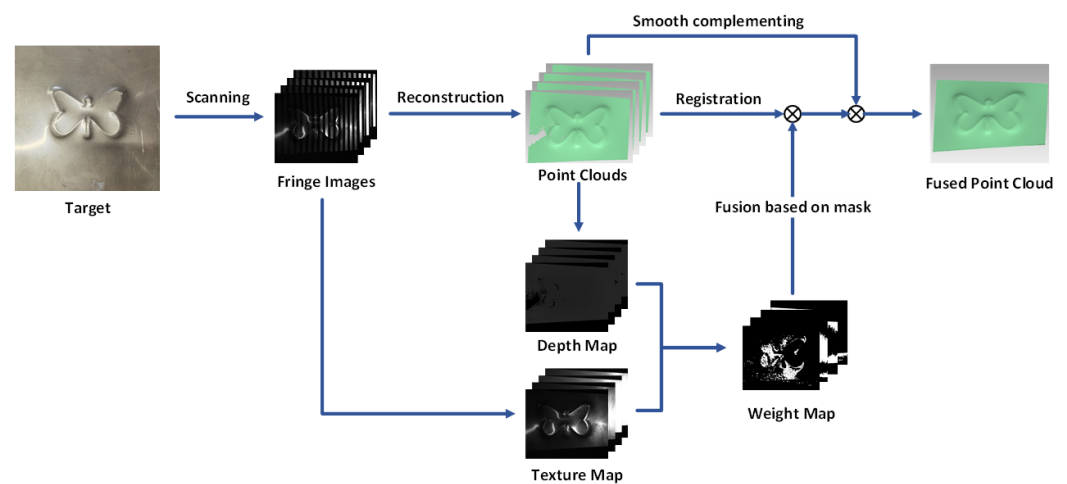 Smooth complementing
Scanning
Reconstruction
Registration
Target
Fringe Images
Point Clouds
Fused Point Cloud
Fusion based on mask
Depth Map
Weight Map
Texture Map